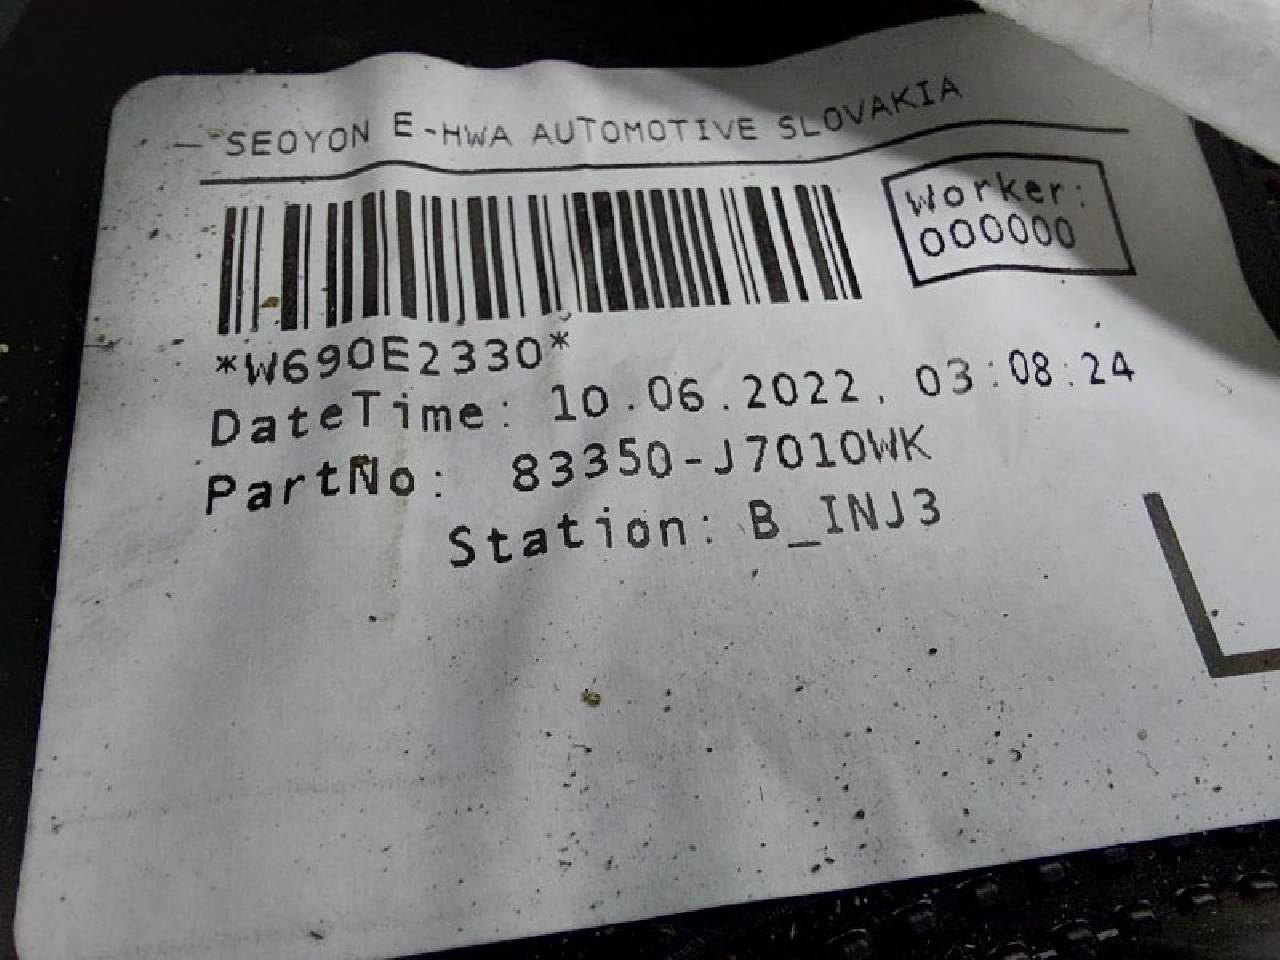 SEOYON E-HWA AUTOMOTIVE SLOVAKIA
Worker:
000000
*W690E2330*
DateTime: 10.06.2022, 03:08:24
PartNo: 83350-J7010WK
Station: B_INJ3
L